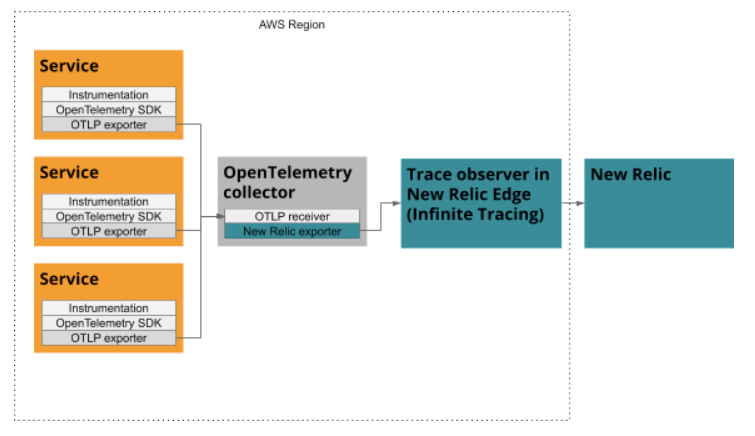 AWS Region
Service
Instrumentation
OpenTelemetry SDK
OTLP exporter
Service
Instrumentation
OpenTelemetry SDK
OTLP exporter
Service
Instrumentation
OpenTelemetry SDK
OTLP exporter
OpenTelemetry
collector
OTLP receiver
New Relic exporter
Trace observer in
New Relic Edge
(Infinite Tracing)
New Relic